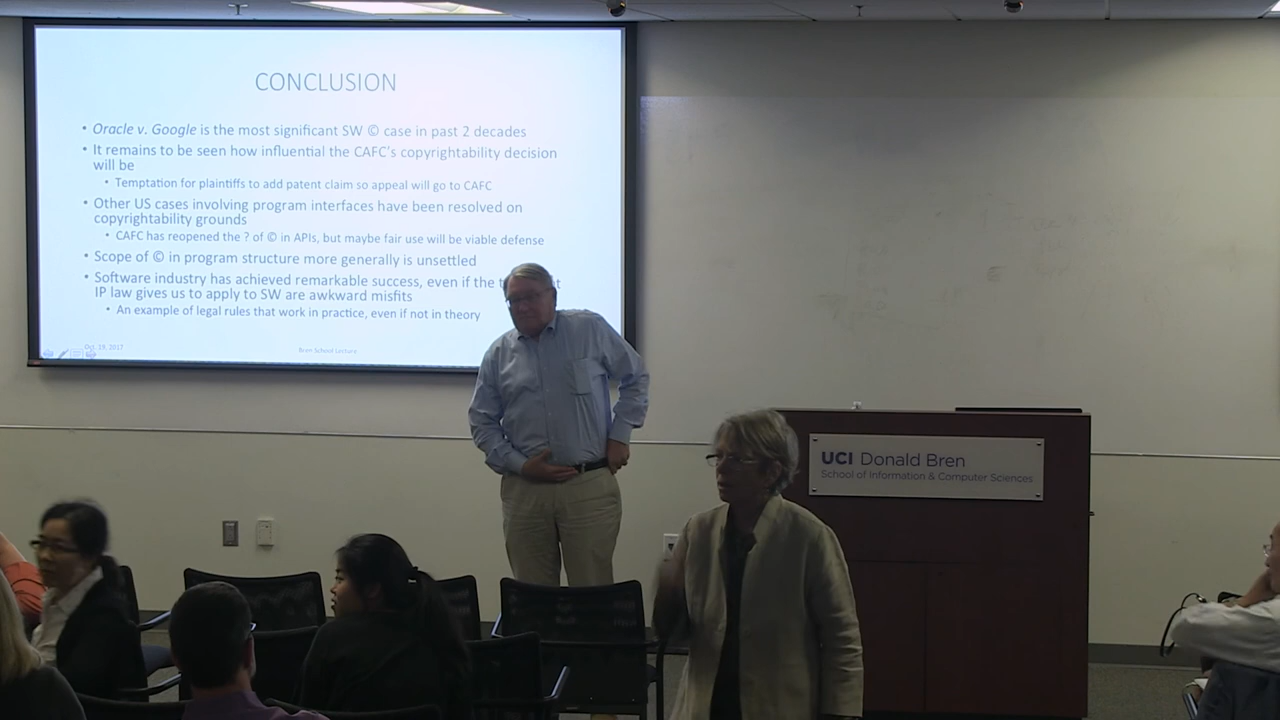 CONCLUSION
• Oracle v. Google is the most significant SW © case in past 2 decades
• It remains to be seen how influential the CAFC's copyrightability decision
will be
• Temptation for plaintiffs to add patent claim so appeal will go to CAFC
• Other US cases involving program interfaces have been resolved on
copyrightability grounds
• CAFC has reopened the ? of © in APIs, but maybe fair use will be viable defense
• Scope of © in program structure more generally is unsettled
• Software industry has achieved remarkable success, even if the
IP law gives us to apply to SW are awkward misfits
• An example of legal rules that work in practice, even if not in theory
Oct. 19, 2017
Bren School Lecture
UCI Donald Bren
School of Information & Computer Sciences